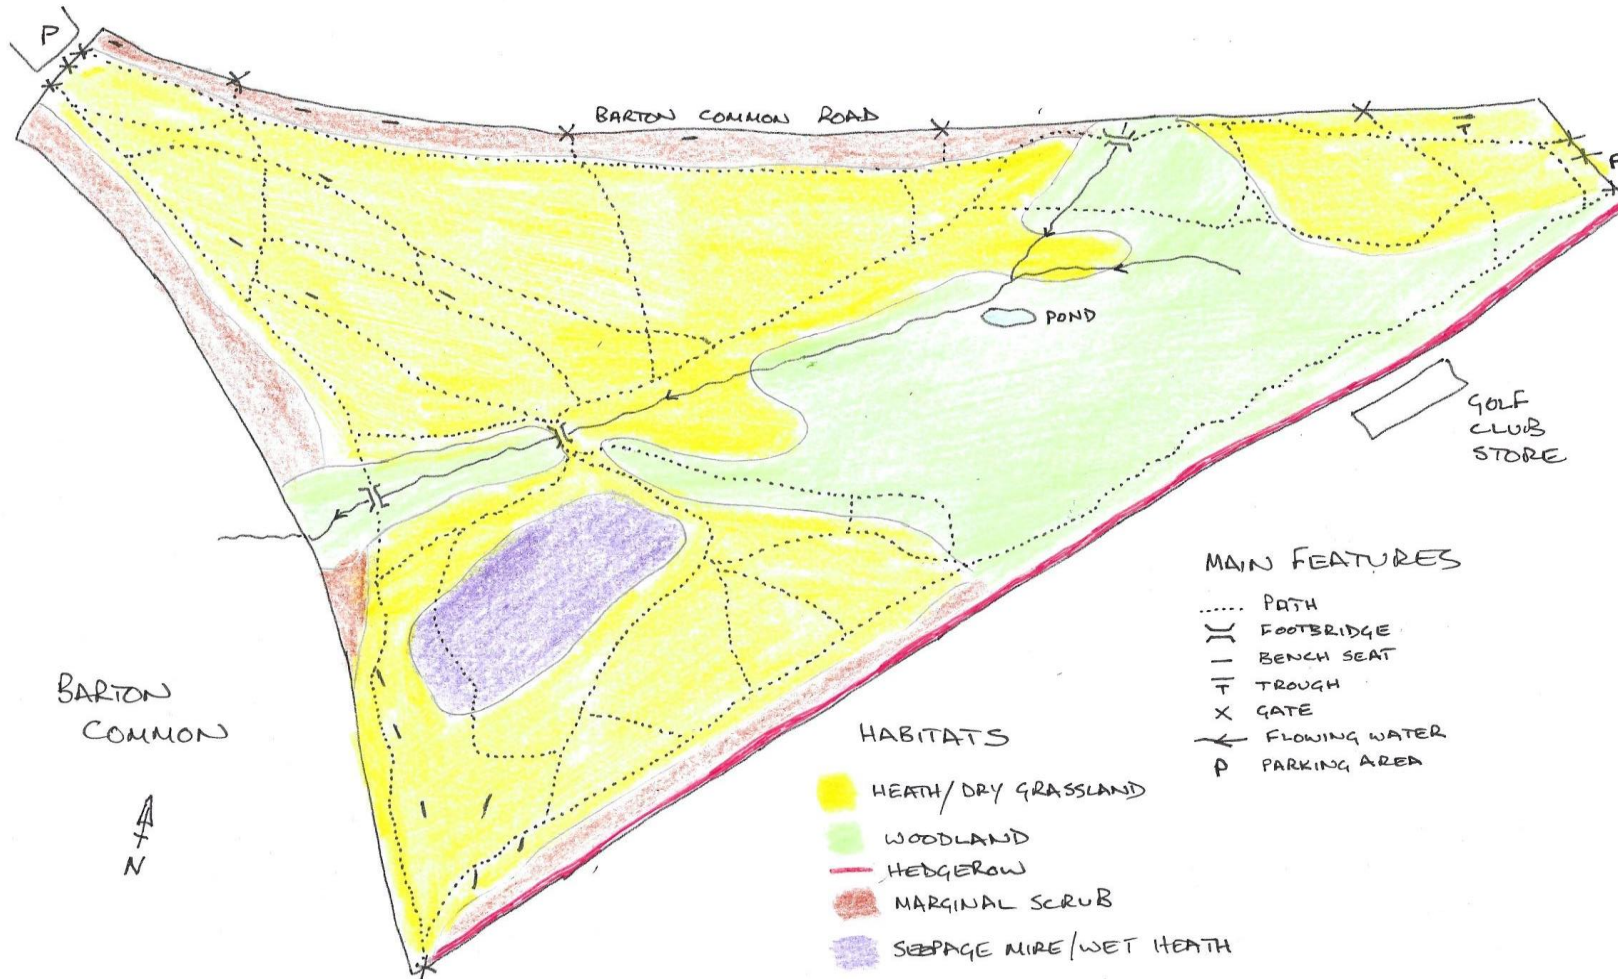 P
BARTON COMMON ROAD
P
POND
GOLF
CLUB
STORE
BARTON
COMMON
N
MAIN FEATURES
PATH
FOOTBRIDGE
BENCH SEAT
T TROUGH
X GATE
FLOWING WATER
P PARKING AREA
HABITATS
HEATH/DRY GRASSLAND
WOODLAND
HEDGEROW
MARGINAL SCRUB
SEEPAGE MIRE/WET HEATH
T